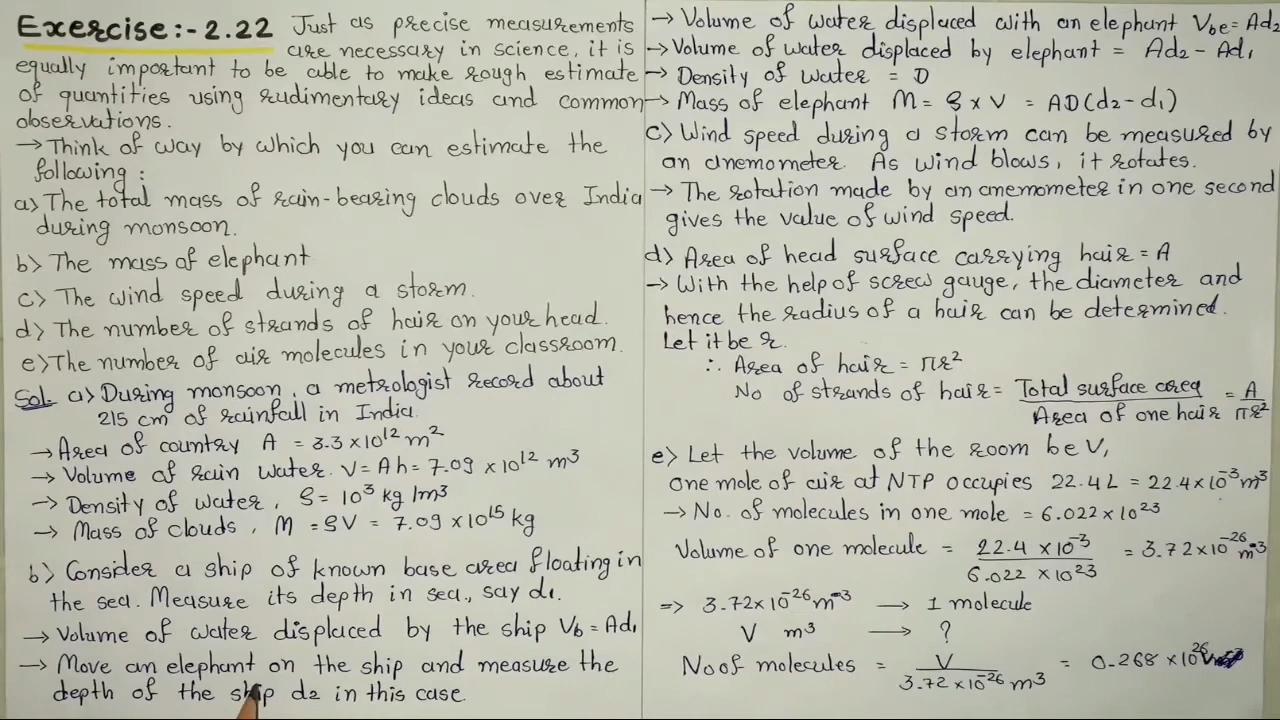 Exercise:- 2.22 Just as precise measurements
are necessary in science, it is
equally important to be able to make rough estimate
of quantities using rudimentary ideas and common
observations.
→ Think of way by which you can estimate the
following :
a) The total mass of rain-bearing clouds over India
during monsoon.
b) The mass of elephant
c) The wind speed during a storm.
d) The number of strands of hair on your head.
e) The number of air molecules in your classroom.
Sol. a) During monsoon, a metrologist record about
215 cm of rainfall in India.
→ Area of country A = 3.3 × 10¹² m²
→ Volume of rain water. V = Ah = 7.09 × 10¹² m³
→ Density of water, ρ = 10³ kg/m³
→ Mass of clouds, M = ρV = 7.09 × 10¹⁵ kg
b) Consider a ship of known base area floating in
the sea. Measure its depth in sea, say d₁.
→ Volume of water displaced by the ship V_b = Ad₁
→ Move an elephant on the ship and measure the
depth of the ship d₂ in this case.
→ Volume of water displaced with an elephant V_be = Ad₂
→ Volume of water displaced by elephant = Ad₂ - Ad₁
→ Density of water = D
→ Mass of elephant M = ρ × V = AD(d₂ - d₁)
c) Wind speed during a storm can be measured by
an anemometer. As wind blows, it rotates.
→ The rotation made by an anemometer in one second
gives the value of wind speed.
d) Area of head surface carrying hair = A
→ With the help of screw gauge, the diameter and
hence the radius of a hair can be determined.
Let it be r.
∴ Area of hair = πr²
No of strands of hair = Total surface area / Area of one hair = A / πr²
e) Let the volume of the room be V,
One mole of air at NTP occupies 22.4 L = 22.4 × 10⁻³ m³
→ No. of molecules in one mole = 6.022 × 10²³
Volume of one molecule = 22.4 × 10⁻³ / 6.022 × 10²³ = 3.72 × 10⁻²⁶ m⁻³
⇒ 3.72 × 10⁻²⁶ m⁻³ → 1 molecule
V m³ → ?
No of molecules = V / 3.72 × 10⁻²⁶ m³ = 0.268 × 10²⁶ V